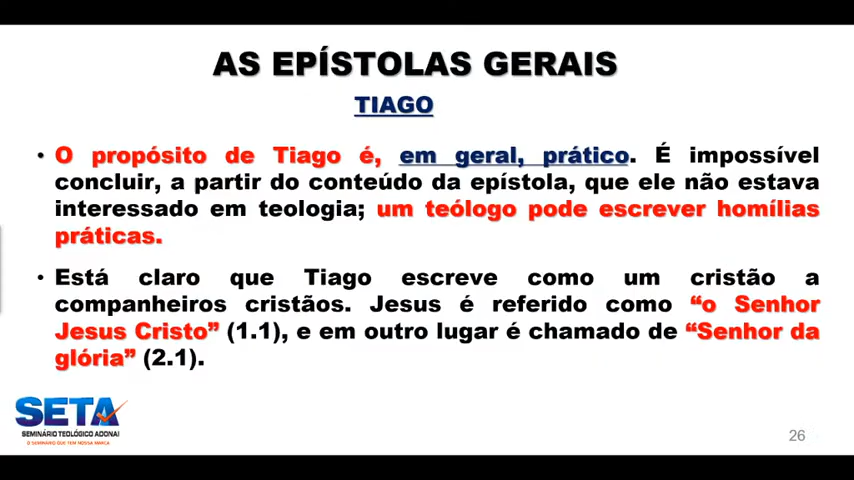 AS EPÍSTOLAS GERAIS
TIAGO
• O propósito de Tiago é, em geral, prático. É impossível
concluir, a partir do conteúdo da epístola, que ele não estava
interessado em teologia; um teólogo pode escrever homílias
práticas.
• Está claro que Tiago escreve como um cristão a
companheiros cristãos. Jesus é referido como “o Senhor
Jesus Cristo” (1.1), e em outro lugar é chamado de “Senhor da
glória” (2.1).
SETA
SEMINÁRIO TEOLÓGICO ADONAI
O SEMINÁRIO QUE TEM NOSSA MARCA
26